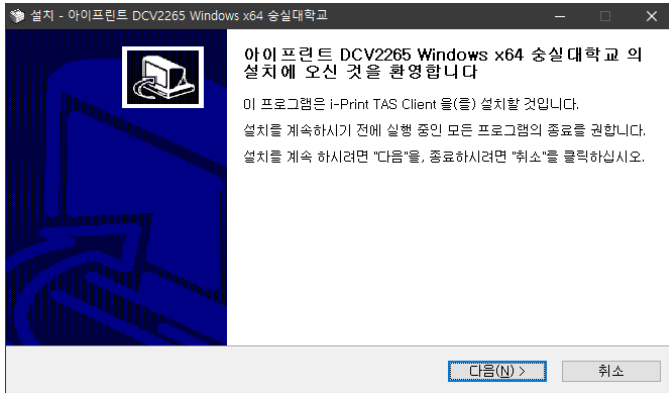 설치 - 아이프린트 DCV2265 Windows x64 숭실대학교
아이프린트 DCV2265 Windows x64 숭실대학교 의
설치에 오신 것을 환영합니다
이 프로그램은 i-Print TAS Client 을(를) 설치할 것입니다.
설치를 계속하시기 전에 실행 중인 모든 프로그램의 종료를 권합니다.
설치를 계속 하시려면 "다음"을, 종료하시려면 "취소"를 클릭하십시오.
다음(N) >
취소